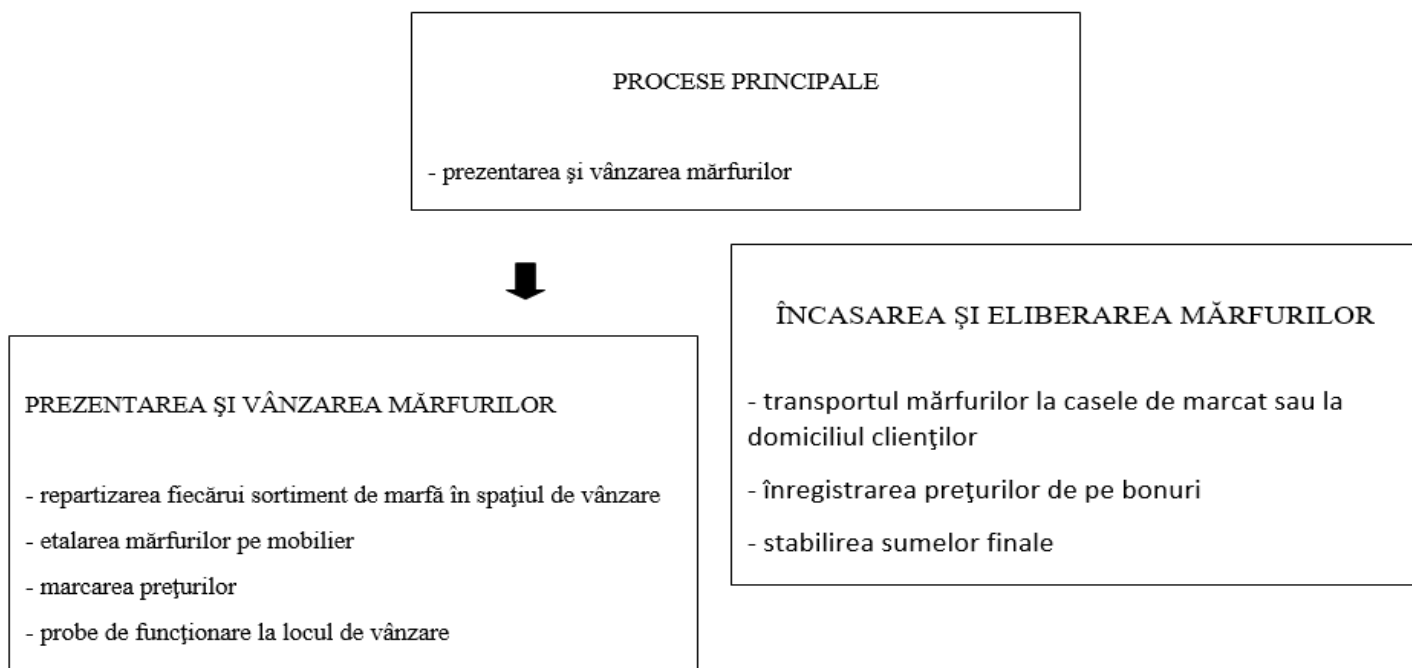 PROCESE PRINCIPALE
- prezentarea şi vânzarea mărfurilor
PREZENTAREA ŞI VÂNZAREA MĂRFURILOR
- repartizarea fiecărui sortiment de marfă în spaţiul de vânzare
- etalarea mărfurilor pe mobilier
- marcarea preţurilor
- probe de funcţionare la locul de vânzare
ÎNCASAREA ŞI ELIBERAREA MĂRFURILOR
- transportul mărfurilor la casele de marcat sau la
domiciliul clienţilor
- înregistrarea preţurilor de pe bonuri
- stabilirea sumelor finale